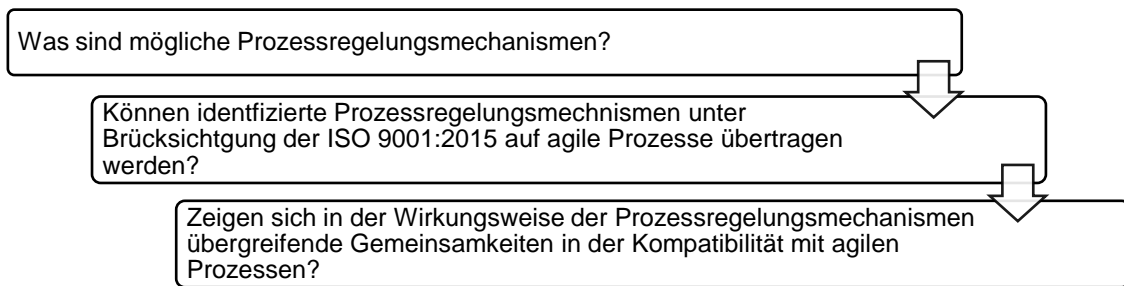 Was sind mögliche Prozessregelungsmechanismen?
Können identfizierte Prozessregelungsmechnismen unter
Brücksichtgung der ISO 9001:2015 auf agile Prozesse übertragen
werden?
Zeigen sich in der Wirkungsweise der Prozessregelungsmechanismen
übergreifende Gemeinsamkeiten in der Kompatibilität mit agilen
Prozessen?